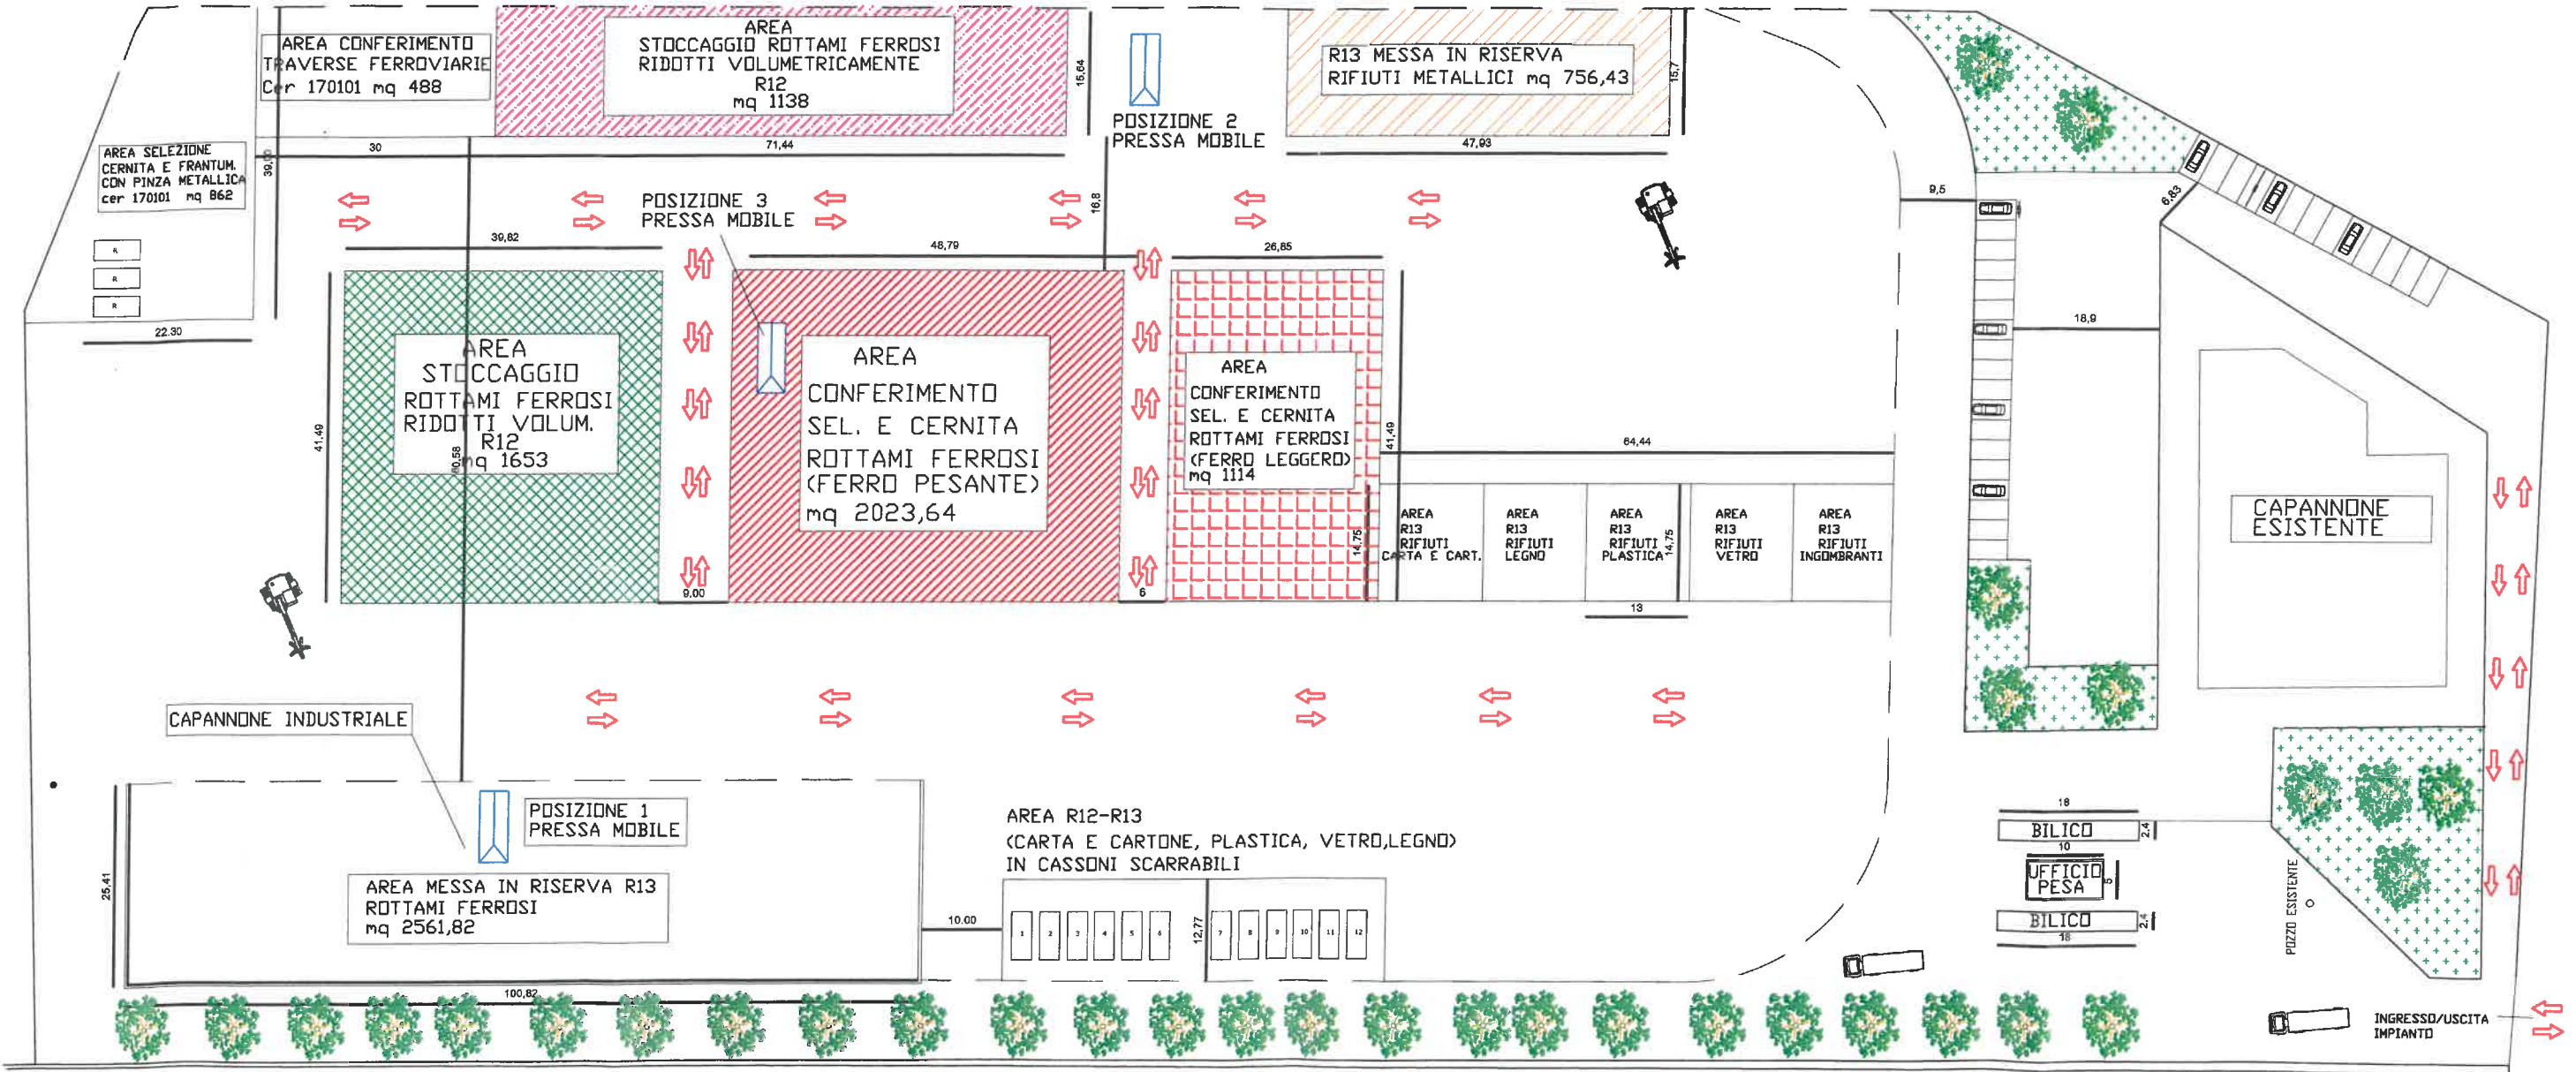 AREA CONFERIMENTO
TRAVERSE FERROVIARIE
Cer 170101 mq 488
AREA
STOCCAGGIO ROTTAMI FERROSI
RIDOTTI VOLUMETRICAMENTE
R12
mq 1138
15,64
POSIZIONE 2
PRESSA MOBILE
R13 MESSA IN RISERVA
RIFIUTI METALLICI mq 756,43
15,7
AREA SELEZIONE
CERNITA E FRANTUM.
CON PINZA METALLICA
cer 170101 mq 862
39,00
30
71,44
47,93
R
R
R
22.30
POSIZIONE 3
PRESSA MOBILE
16,8
9,5
6,83
18,9
39,82
48,79
26,85
41,49
AREA
STOCCAGGIO
ROTTAMI FERROSI
RIDOTTI VOLUM.
R12
mq 1653
80,58
9.00
AREA
CONFERIMENTO
SEL. E CERNITA
ROTTAMI FERROSI
(FERRO PESANTE)
mq 2023,64
6
AREA
CONFERIMENTO
SEL. E CERNITA
ROTTAMI FERROSI
(FERRO LEGGERO)
mq 1114
41,49
64,44
14,75
AREA
R13
RIFIUTI
CARTA E CART.
AREA
R13
RIFIUTI
LEGNO
AREA
R13
RIFIUTI
PLASTICA
14,75
AREA
R13
RIFIUTI
VETRO
AREA
R13
RIFIUTI
INGOMBRANTI
13
CAPANNONE
ESISTENTE
CAPANNONE INDUSTRIALE
25,41
POSIZIONE 1
PRESSA MOBILE
AREA MESSA IN RISERVA R13
ROTTAMI FERROSI
mq 2561,82
100,82
10.00
AREA R12-R13
(CARTA E CARTONE, PLASTICA, VETRO,LEGNO)
IN CASSONI SCARRABILI
1 2 3 4 5 6
12,77
7 8 9 10 11 12
18
BILICO
2,4
10
UFFICIO
PESA
5
BILICO
2,4
18
POZZO ESISTENTE
INGRESSO/USCITA
IMPIANTO